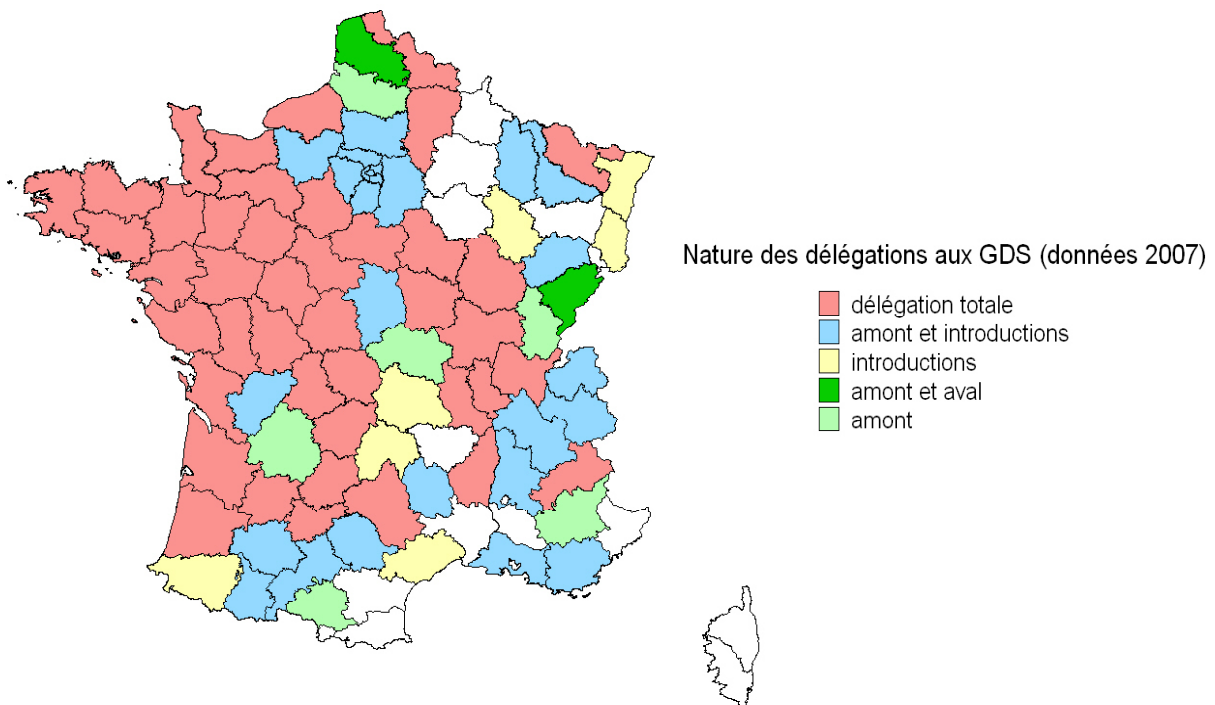 Nature des délégations aux GDS (données 2007)
délégation totale
amont et introductions
introductions
amont et aval
amont